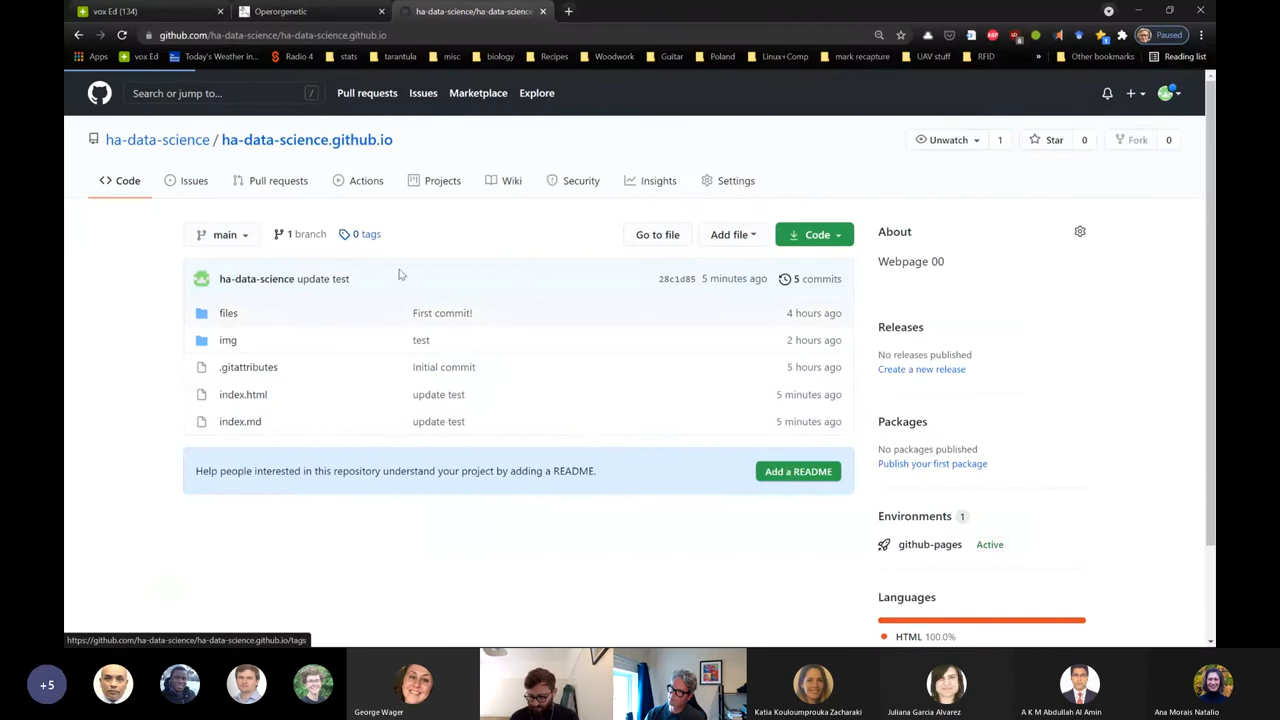 vox Ed (134)
Operorgenetic
ha-data-science/ha-data-science
github.com/ha-data-science/ha-data-science.github.io
Paused
Apps
vox Ed
Today's Weather in...
Radio 4
stats
tarantula
misc
biology
Recipes
Woodwork
Guitar
Poland
Linux+Comp
mark recapture
UAV stuff
RFID
»
Other bookmarks
Reading list
Search or jump to...
/
Pull requests
Issues
Marketplace
Explore
ha-data-science / ha-data-science.github.io
Unwatch
1
Star
0
Fork
0
Code
Issues
Pull requests
Actions
Projects
Wiki
Security
Insights
Settings
main
1 branch
0 tags
Go to file
Add file
Code
About
Webpage 00
ha-data-science update test
28c1d85
5 minutes ago
5 commits
files
First commit!
4 hours ago
img
test
2 hours ago
.gitattributes
Initial commit
5 hours ago
index.html
update test
5 minutes ago
index.md
update test
5 minutes ago
Help people interested in this repository understand your project by adding a README.
Add a README
Releases
No releases published
Create a new release
Packages
No packages published
Publish your first package
Environments 1
github-pages
Active
Languages
HTML 100.0%
https://github.com/ha-data-science/ha-data-science.github.io/tags
+5
George Wager
Katia Kouloumprouka Zacharaki
Juliana Garcia Alvarez
A K M Abdullah Al Amin
Ana Morais Natalio